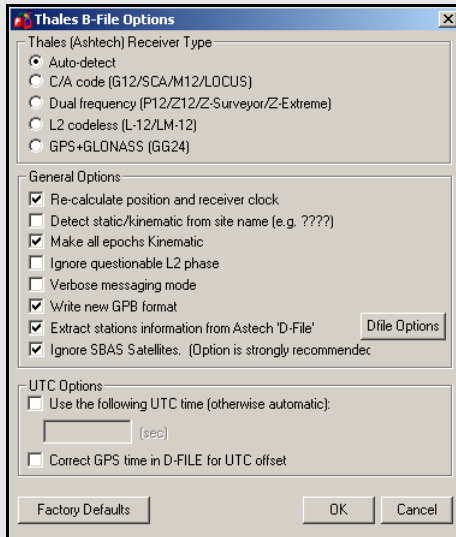 Thales B-File Options
Thales (Ashtech) Receiver Type
Auto-detect
C/A code (G12/SCA/M12/LOCUS)
Dual frequency (P12/Z12/Z-Surveyor/Z-Extreme)
L2 codeless (L-12/LM-12)
GPS+GLONASS (GG24)
General Options
Re-calculate position and receiver clock
Detect static/kinematic from site name (e.g. ????)
Make all epochs Kinematic
Ignore questionable L2 phase
Verbose messaging mode
Write new GPB format
Extract stations information from Astech 'D-File'
Dfile Options
Ignore SBAS Satellites. (Option is strongly recommended
UTC Options
Use the following UTC time (otherwise automatic):
(sec)
Correct GPS time in D-FILE for UTC offset
Factory Defaults
OK
Cancel